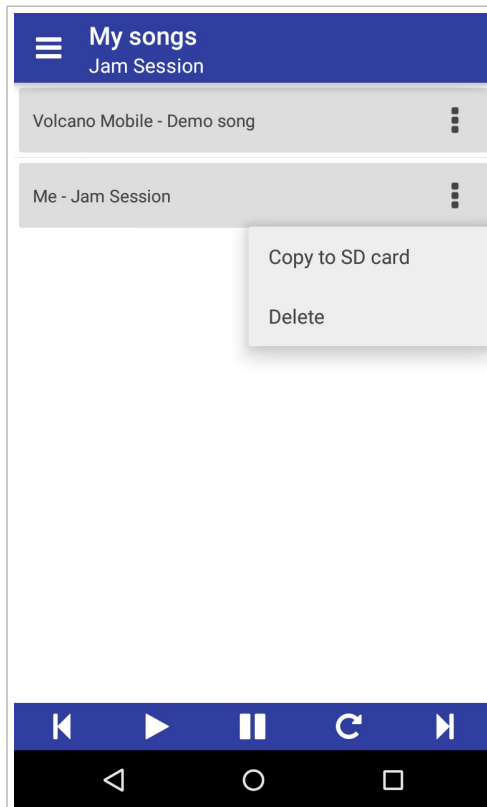 My songs
Jam Session
Volcano Mobile - Demo song
Me - Jam Session
Copy to SD card
Delete